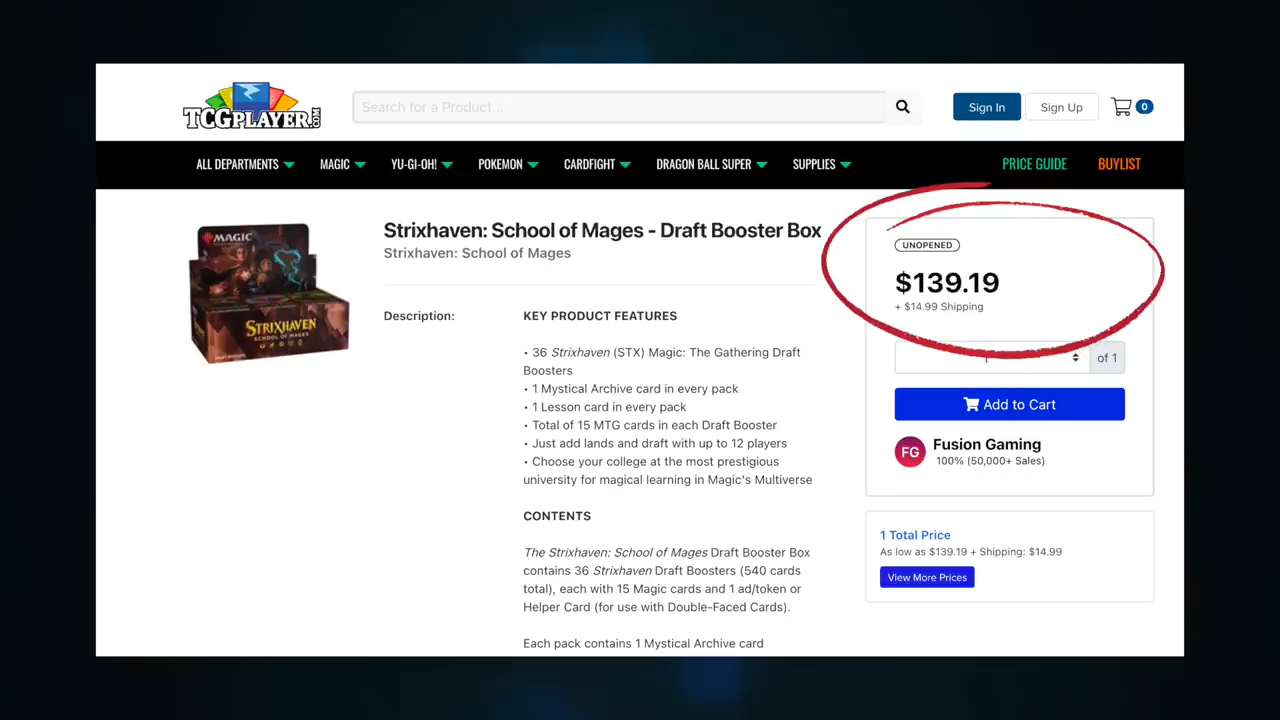 TCGPLAYER.COM
Search for a Product...
Sign In
Sign Up
0
ALL DEPARTMENTS
MAGIC
YU-GI-OH!
POKEMON
CARDFIGHT
DRAGON BALL SUPER
SUPPLIES
PRICE GUIDE
BUYLIST
MAGIC
STRIXHAVEN
SCHOOL OF MAGES
Strixhaven: School of Mages - Draft Booster Box
Strixhaven: School of Mages
Description:
KEY PRODUCT FEATURES
• 36 Strixhaven (STX) Magic: The Gathering Draft
Boosters
• 1 Mystical Archive card in every pack
• 1 Lesson card in every pack
• Total of 15 MTG cards in each Draft Booster
• Just add lands and draft with up to 12 players
• Choose your college at the most prestigious
university for magical learning in Magic's Multiverse
CONTENTS
The Strixhaven: School of Mages Draft Booster Box
contains 36 Strixhaven Draft Boosters (540 cards
total), each with 15 Magic cards and 1 ad/token or
Helper Card (for use with Double-Faced Cards).
Each pack contains 1 Mystical Archive card
UNOPENED
$139.19
+ $14.99 Shipping
1
of 1
Add to Cart
FG
Fusion Gaming
100% (50,000+ Sales)
1 Total Price
As low as $139.19 + Shipping: $14.99
View More Prices